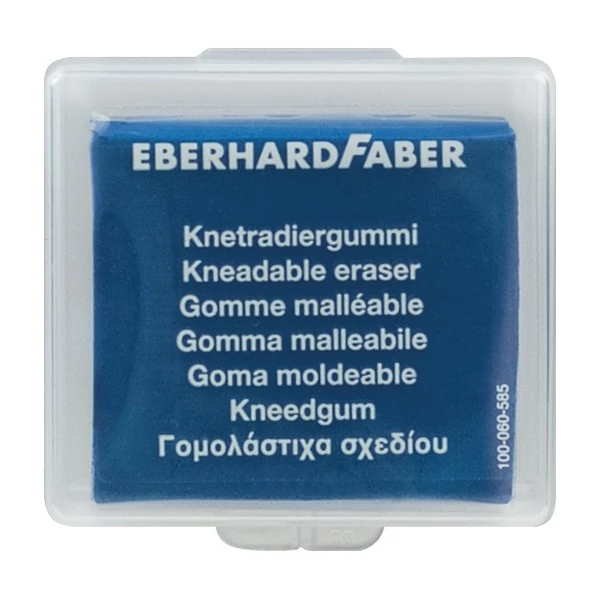 EBERHARDFABER
Knetradiergummi
Kneadable eraser
Gomme malléable
Gomma malleabile
Goma moldeable
Kneedgum
Γομολάστιχα σχεδίου
100-060-585